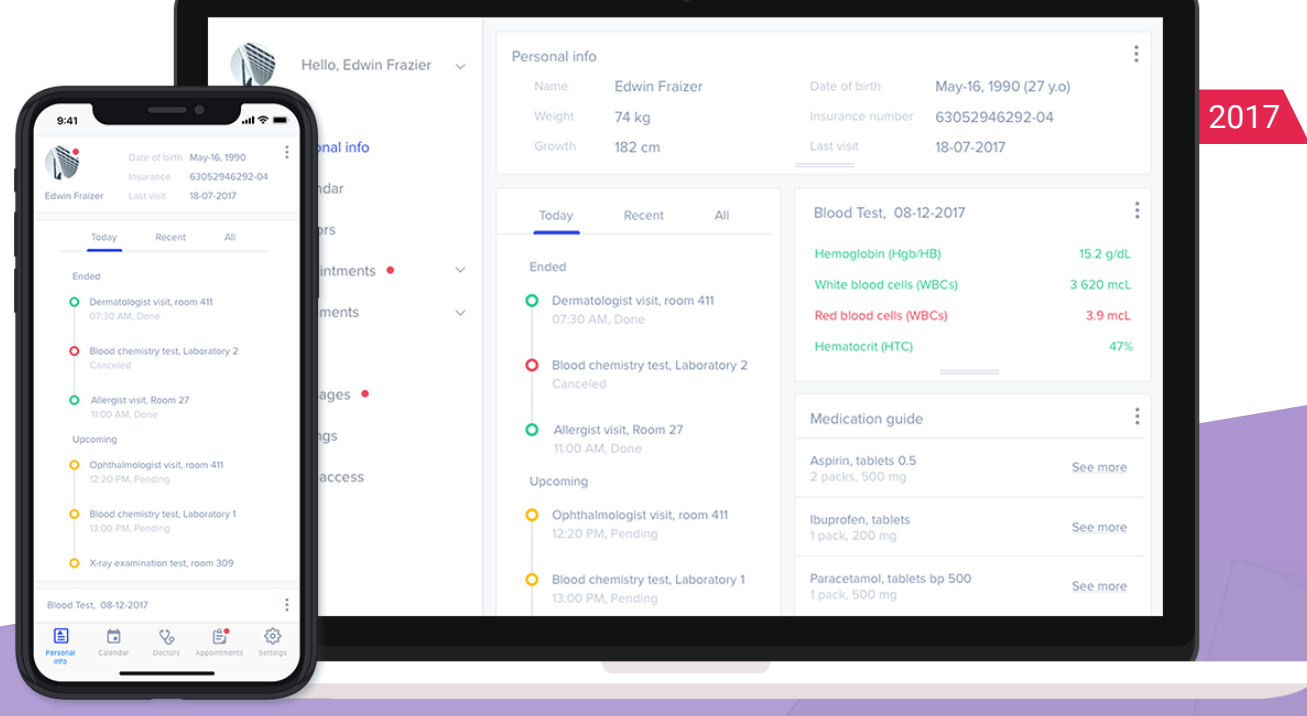 Hello, Edwin Frazier
onal info
ndar
ors
intments
ments
ages
ngs
access
Personal info
Name Edwin Fraizer
Weight 74 kg
Growth 182 cm
Date of birth May-16, 1990 (27 y.o)
Insurance number 63052946292-04
Last visit 18-07-2017
Today Recent All
Ended
Dermatologist visit, room 411
07:30 AM, Done
Blood chemistry test, Laboratory 2
Canceled
Allergist visit, Room 27
11:00 AM, Done
Upcoming
Ophthalmologist visit, room 411
12:20 PM, Pending
Blood chemistry test, Laboratory 1
13:00 PM, Pending
Blood Test, 08-12-2017
Hemoglobin (Hgb/HB) 15.2 g/dL
White blood cells (WBCs) 3 620 mcL
Red blood cells (WBCs) 3.9 mcL
Hematocrit (HTC) 47%
Medication guide
Aspirin, tablets 0.5
2 packs, 500 mg
See more
Ibuprofen, tablets
1 pack, 200 mg
See more
Paracetamol, tablets bp 500
1 pack, 500 mg
See more
2017
9:41
Edwin Fraizer
Date of birth May-16, 1990
Insurance 63052946292-04
Last visit 18-07-2017
Today Recent All
Ended
Dermatologist visit, room 411
07:30 AM, Done
Blood chemistry test, Laboratory 2
Canceled
Allergist visit, Room 27
11:00 AM, Done
Upcoming
Ophthalmologist visit, room 411
12:20 PM, Pending
Blood chemistry test, Laboratory 1
13:00 PM, Pending
X-ray examination test, room 309
Blood Test, 08-12-2017
Personal info
Calendar
Doctors
Appointments
Settings